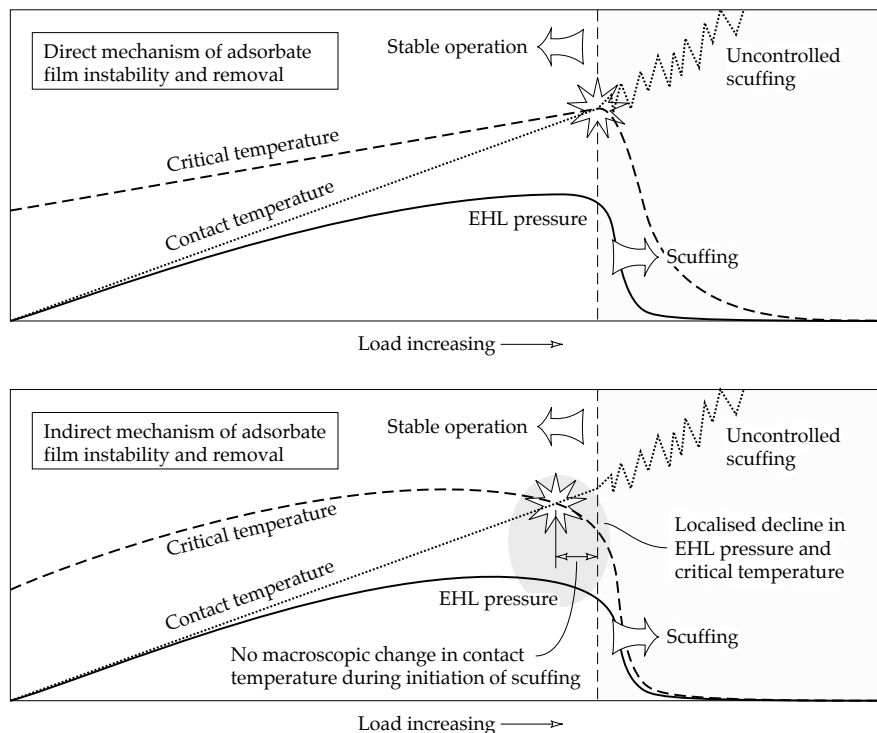 Direct mechanism of adsorbate
film instability and removal
Stable operation
Uncontrolled
scuffing
Critical temperature
Contact temperature
EHL pressure
Scuffing
Load increasing
Indirect mechanism of adsorbate
film instability and removal
Stable operation
Uncontrolled
scuffing
Critical temperature
Localised decline in
EHL pressure and
critical temperature
Contact temperature
EHL pressure
No macroscopic change in contact
temperature during initiation of scuffing
Scuffing
Load increasing